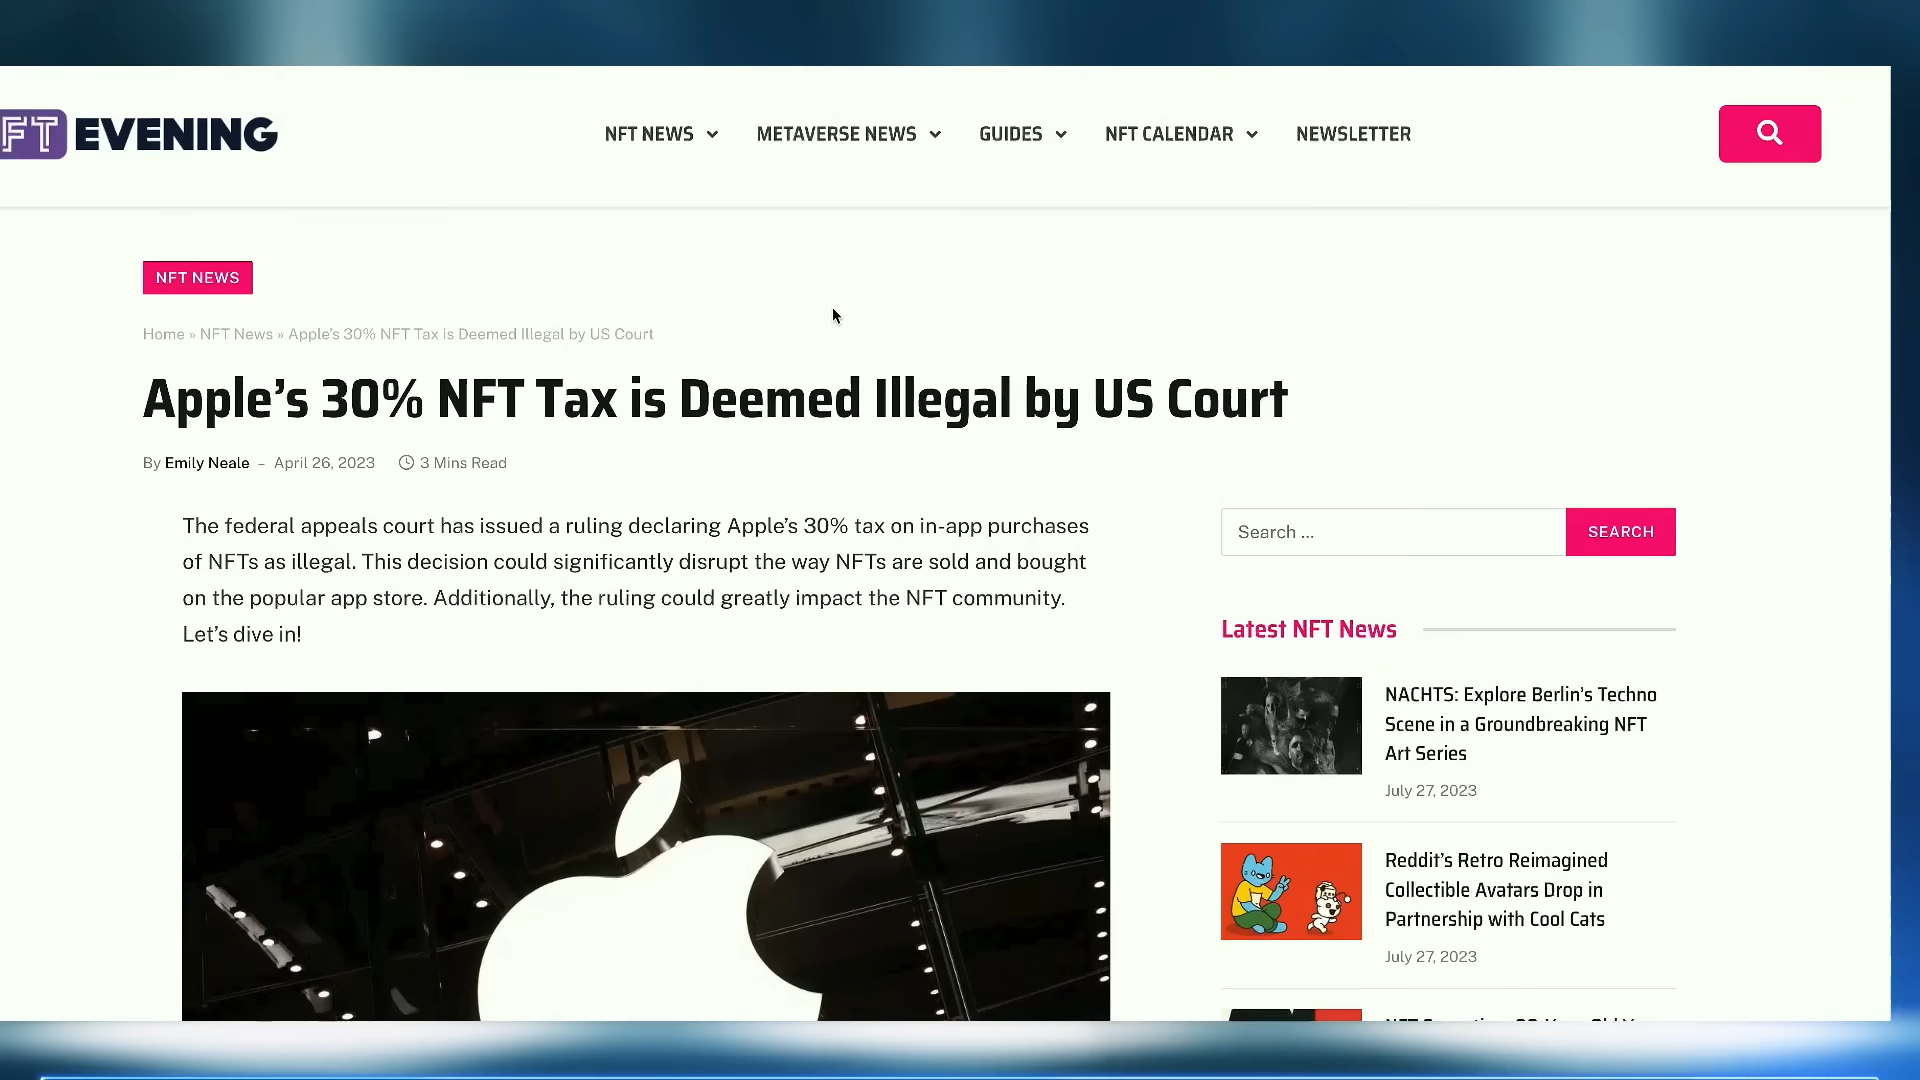 FT EVENING
NFT NEWS
METAVERSE NEWS
GUIDES
NFT CALENDAR
NEWSLETTER
NFT NEWS
Home » NFT News » Apple’s 30% NFT Tax is Deemed Illegal by US Court
Apple’s 30% NFT Tax is Deemed Illegal by US Court
By Emily Neale – April 26, 2023 3 Mins Read
The federal appeals court has issued a ruling declaring Apple’s 30% tax on in-app purchases
of NFTs as illegal. This decision could significantly disrupt the way NFTs are sold and bought
on the popular app store. Additionally, the ruling could greatly impact the NFT community.
Let’s dive in!
Search ...
SEARCH
Latest NFT News
NACHTS: Explore Berlin’s Techno
Scene in a Groundbreaking NFT
Art Series
July 27, 2023
Reddit’s Retro Reimagined
Collectible Avatars Drop in
Partnership with Cool Cats
July 27, 2023